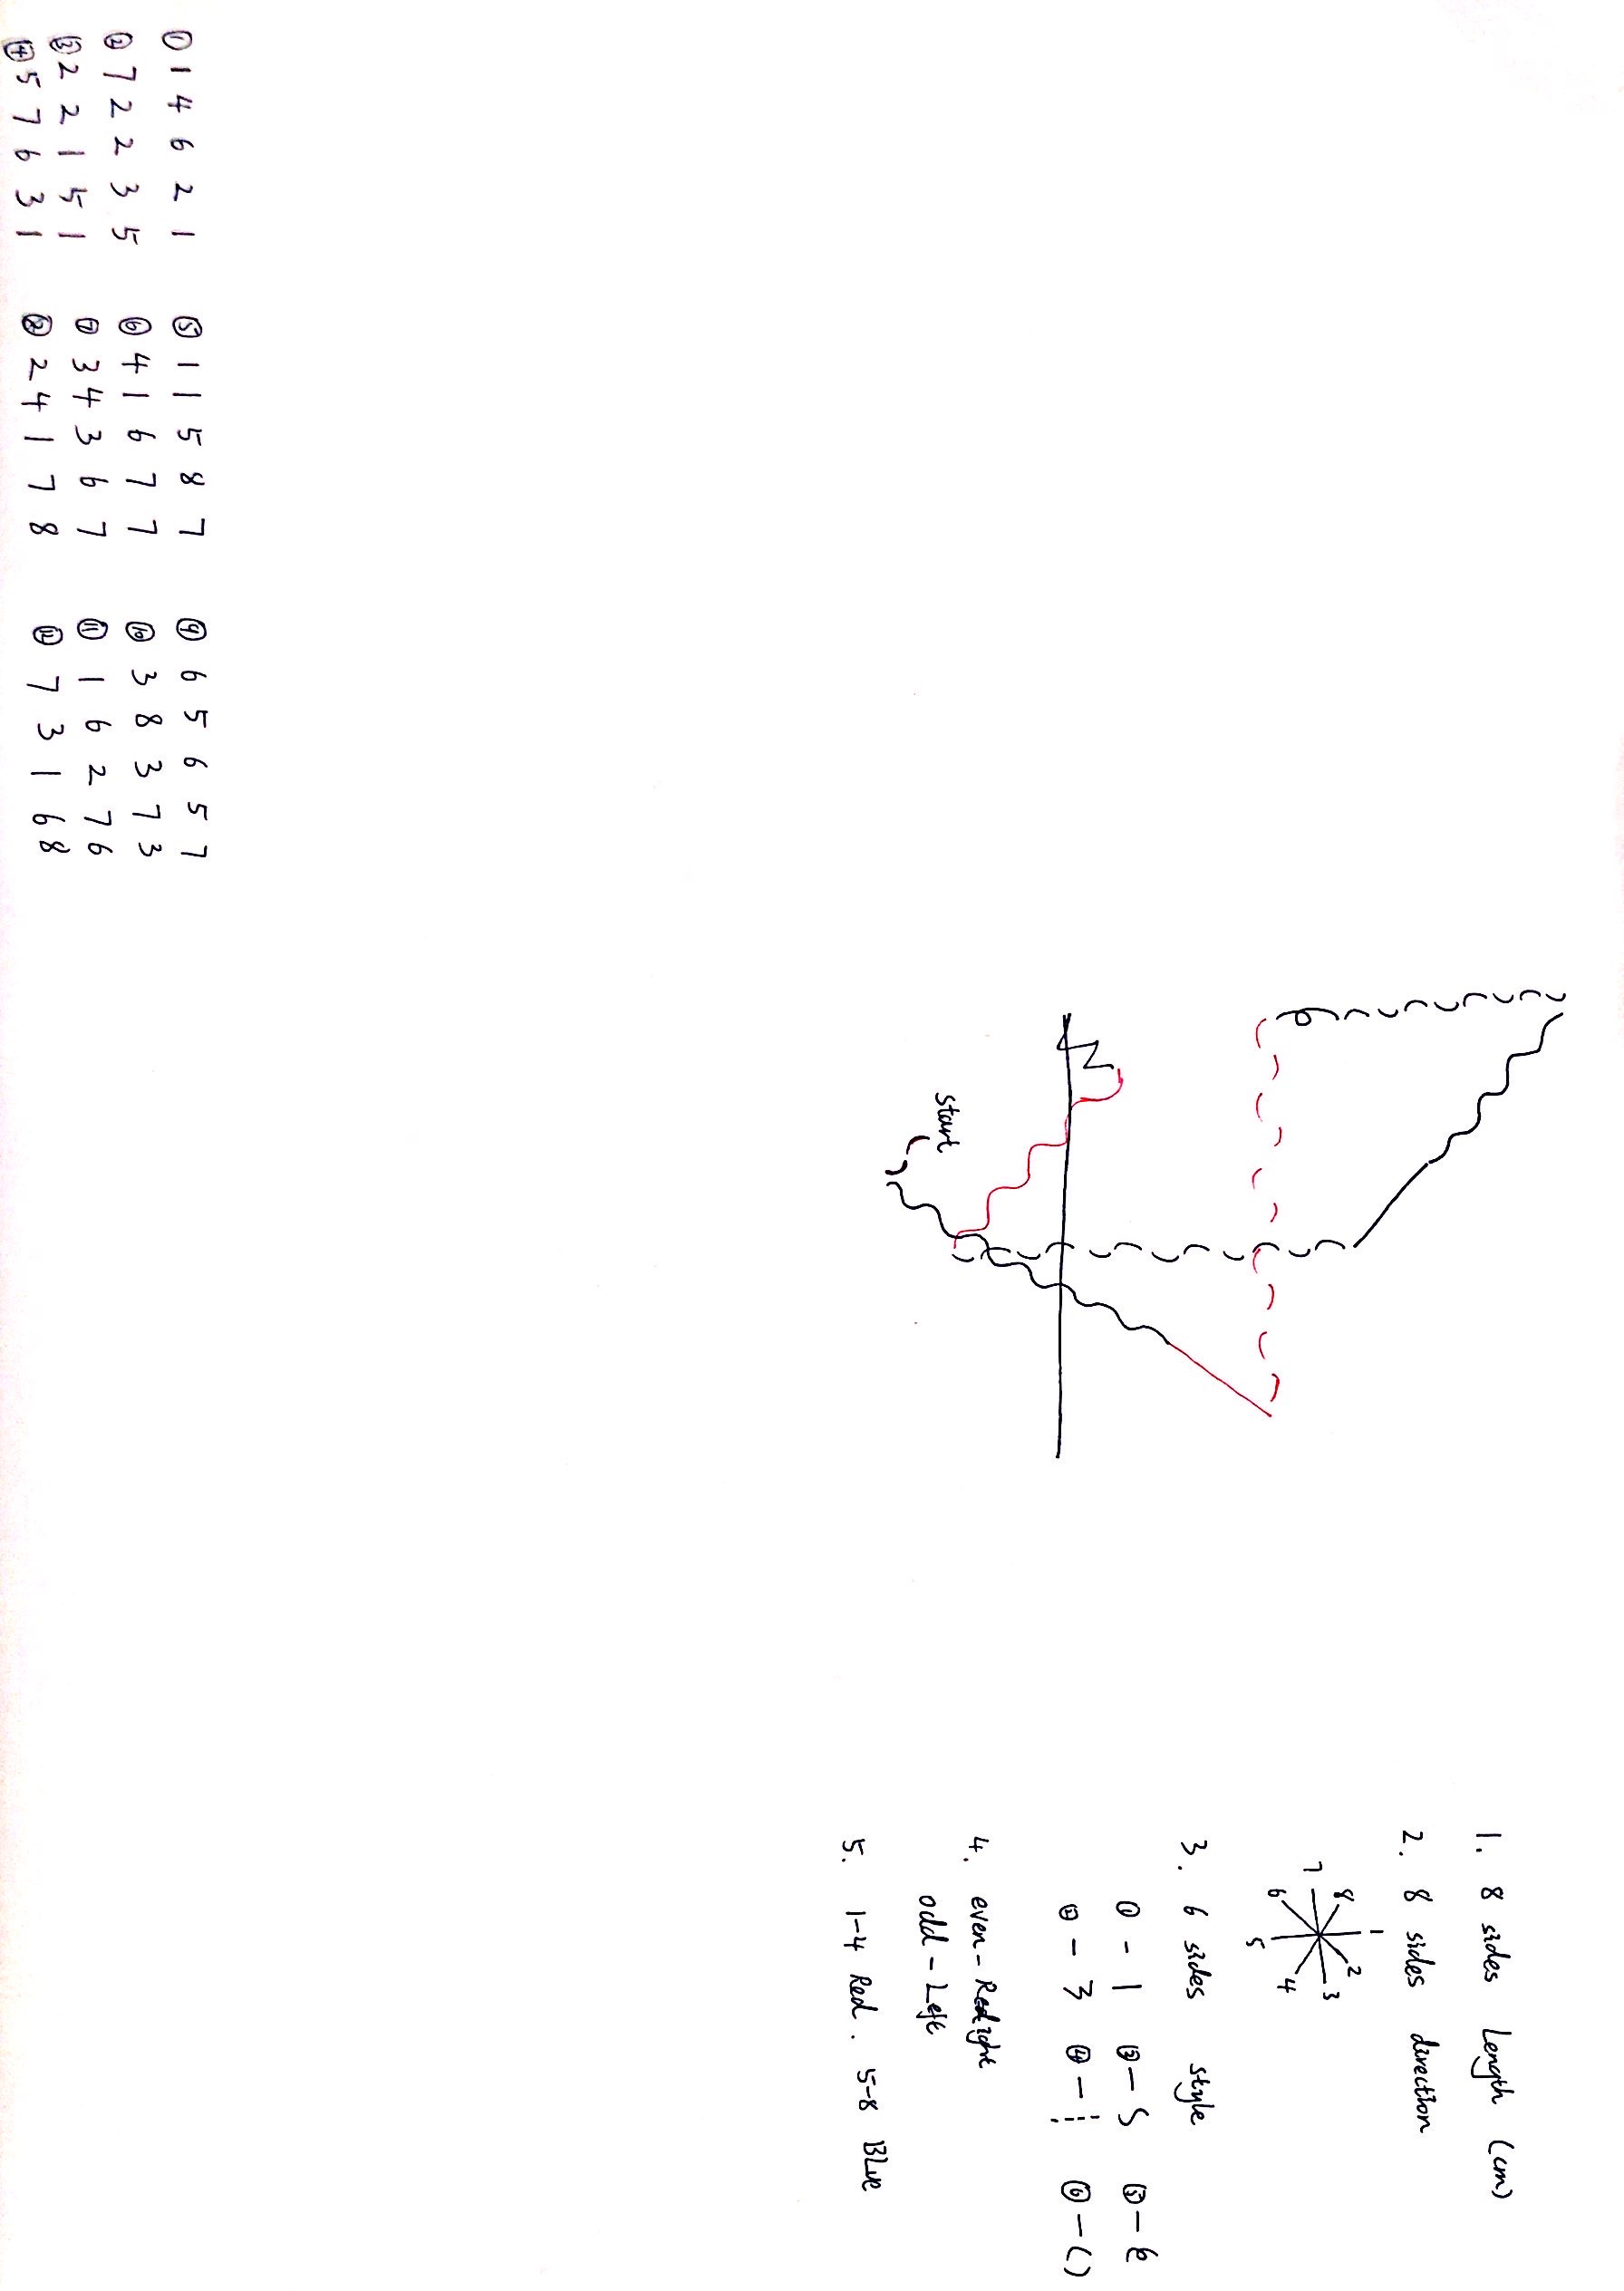 1. 8 sides Length (cm)
2. 8 sides direction
1
8 2
7 3
6 4
5
3. 6 sides style
① - 1 ② - S ⑤ - &
- 3 ④ - ⑥ - ( )
4. even - Redight
odd - Left
5. 1-4 Red. 5-8 Blue
start
① 1 4 6 2 1
② 7 2 2 3 5
③ 2 2 1 5 1
④ 5 7 6 3 1
⑤ 1 1 5 8 7
⑥ 4 1 6 7 7
⑦ 3 4 3 6 7
2 4 1 7 8
⑨ 6 5 6 5 7
⑩ 3 8 3 7 3
⑪ 1 6 2 7 6
⑫ 7 3 1 6 8